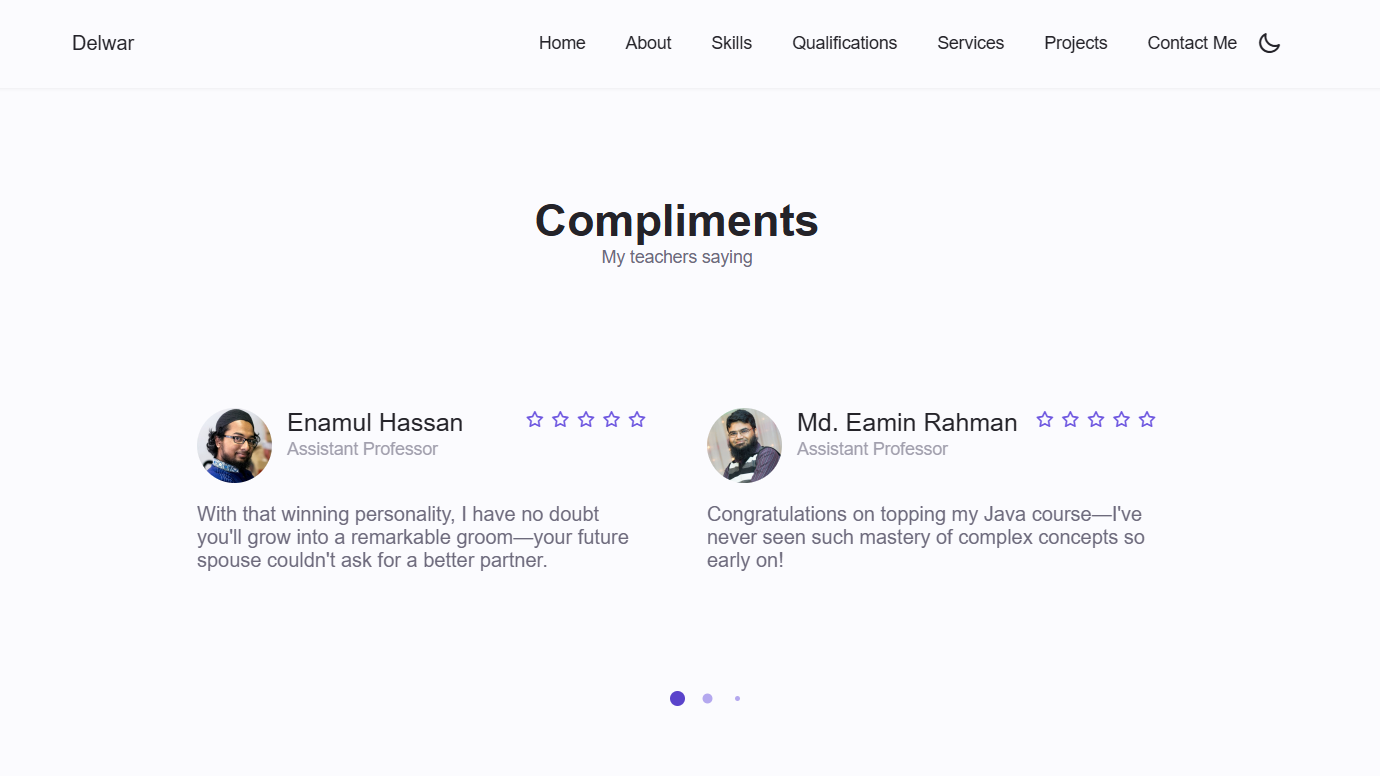 Delwar
Home About Skills Qualifications Services Projects Contact Me
Compliments
My teachers saying
Enamul Hassan
Assistant Professor
With that winning personality, I have no doubt
you'll grow into a remarkable groom—your future
spouse couldn't ask for a better partner.
Md. Eamin Rahman
Assistant Professor
Congratulations on topping my Java course—I've
never seen such mastery of complex concepts so
early on!